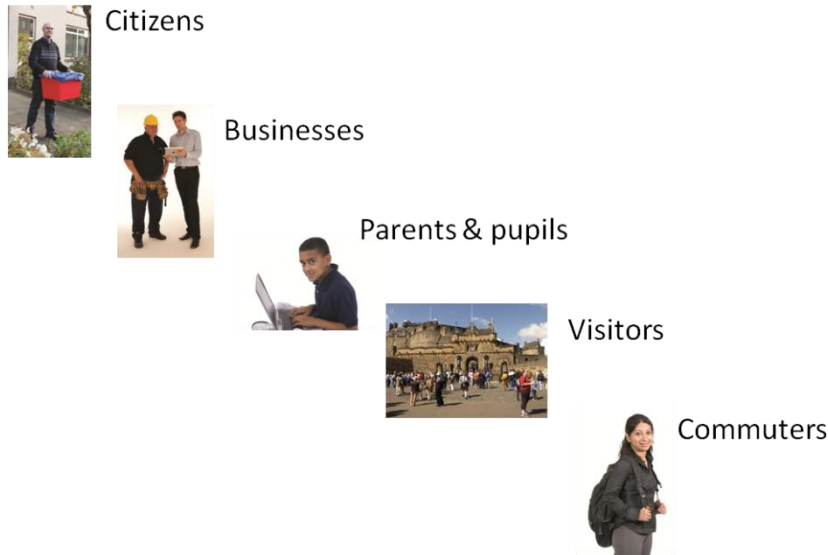 Citizens
Businesses
Parents & pupils
Visitors
Commuters